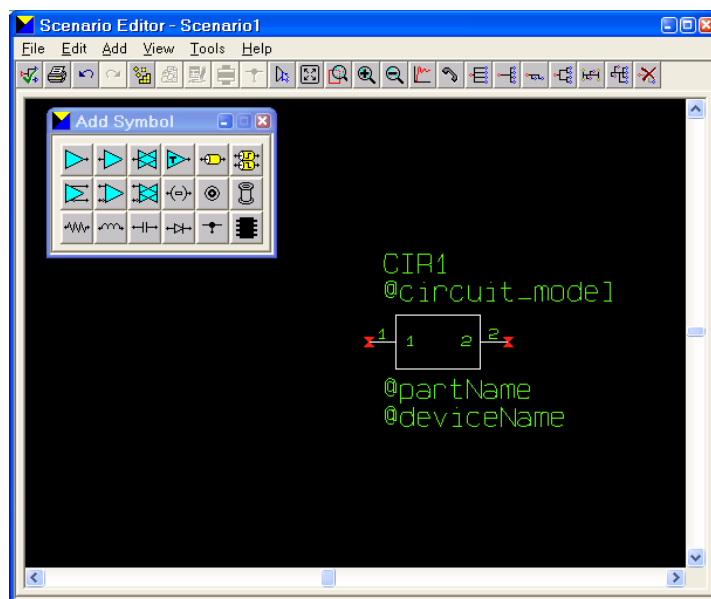 Scenario Editor - Scenario1
File Edit Add View Tools Help
Add Symbol
T
CIR1
@circuit_model
1 1 2 2
@partName
@deviceName